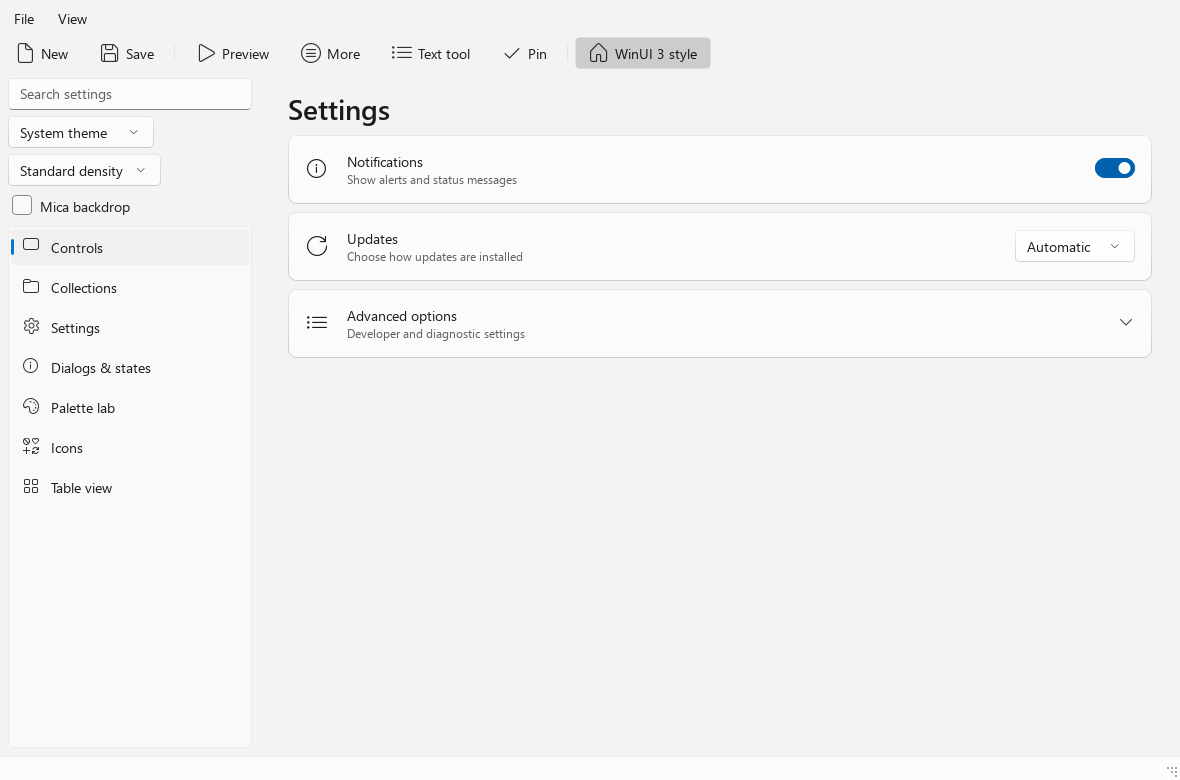 File View
New Save Preview More Text tool Pin WinUI 3 style
Search settings
System theme
Standard density
Mica backdrop
Controls
Collections
Settings
Dialogs & states
Palette lab
Icons
Table view
Settings
Notifications
Show alerts and status messages
Updates
Choose how updates are installed
Automatic
Advanced options
Developer and diagnostic settings